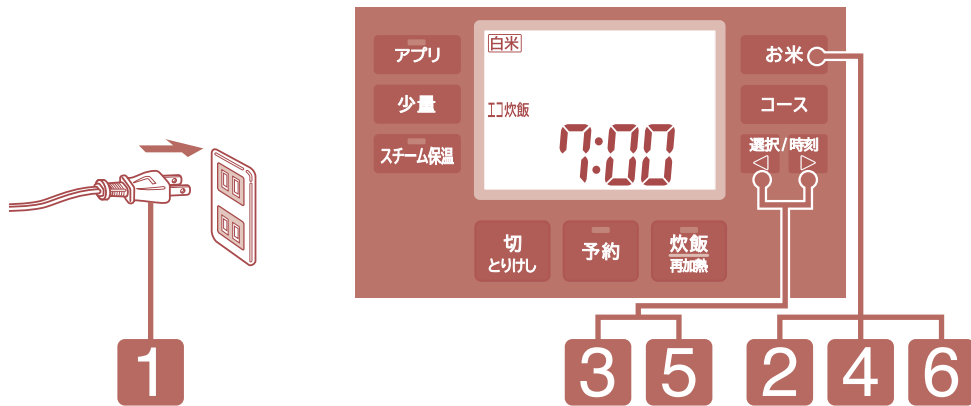 アプリ
少量
スチーム保温
白米
エコ炊飯
7:00
お米
コース
選択/時刻
切
とりけし
予約
炊飯
再加熱
1
3
5
2
4
6